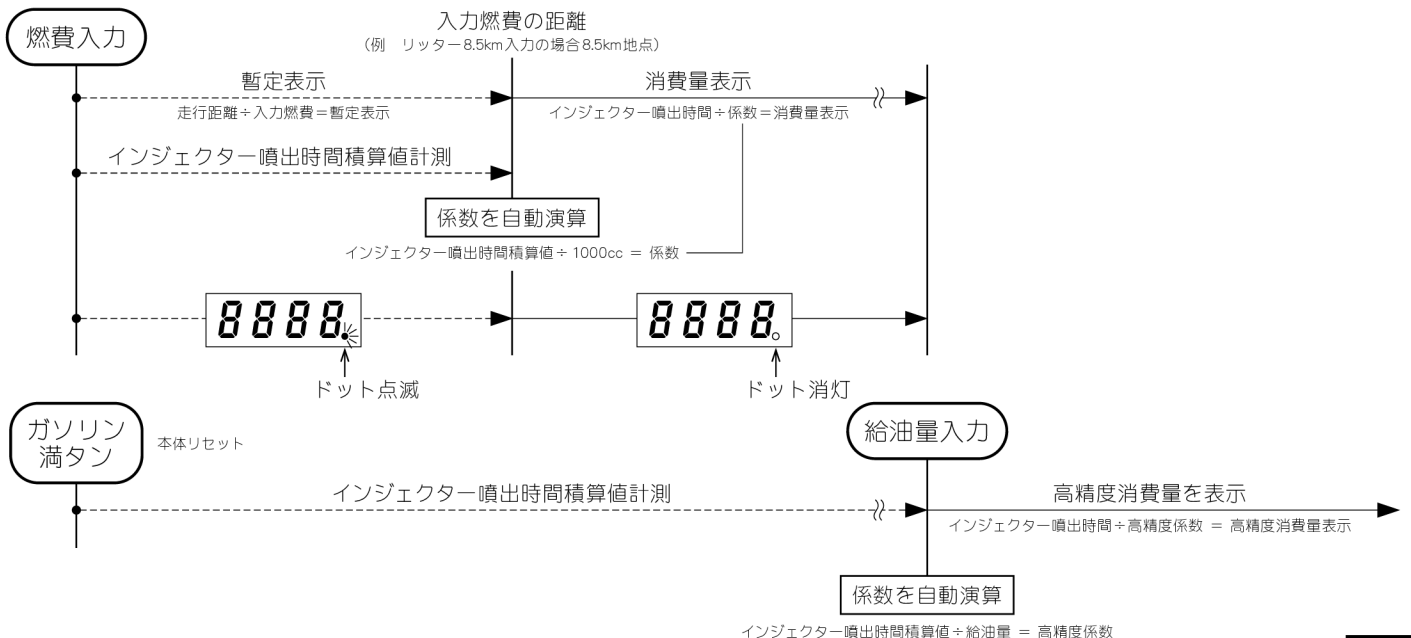 燃費入力
入力燃費の距離
（例　リッター8.5km入力の場合8.5km地点）
暫定表示
走行距離÷入力燃費＝暫定表示
消費量表示
インジェクター噴出時間÷係数＝消費量表示
インジェクター噴出時間積算値計測
係数を自動演算
インジェクター噴出時間積算値÷1000cc ＝ 係数
8888.
8888.
ドット点滅
ドット消灯
ガソリン
満タン
本体リセット
給油量入力
インジェクター噴出時間積算値計測
高精度消費量を表示
インジェクター噴出時間÷高精度係数 ＝ 高精度消費量表示
係数を自動演算
インジェクター噴出時間積算値÷給油量 ＝ 高精度係数